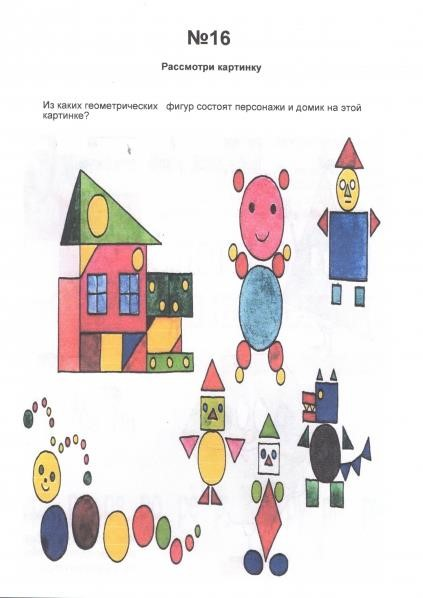 №16
Рассмотри картинку
Из каких геометрических фигур состоят персонажи и домик на этой
картинке?